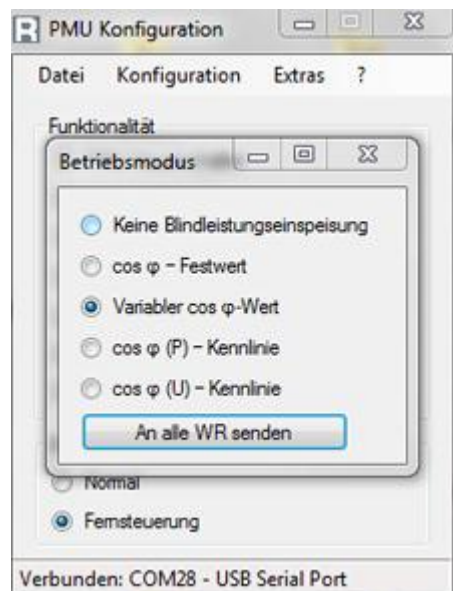 R PMU Konfiguration
Datei Konfiguration Extras ?
Funktionalität
Betriebsmodus
Keine Blindleistungseinspeisung
cos φ – Festwert
Variabler cos φ-Wert
cos φ (P) – Kennlinie
cos φ (U) – Kennlinie
An alle WR senden
Normal
Fernsteuerung
Verbunden: COM28 - USB Serial Port